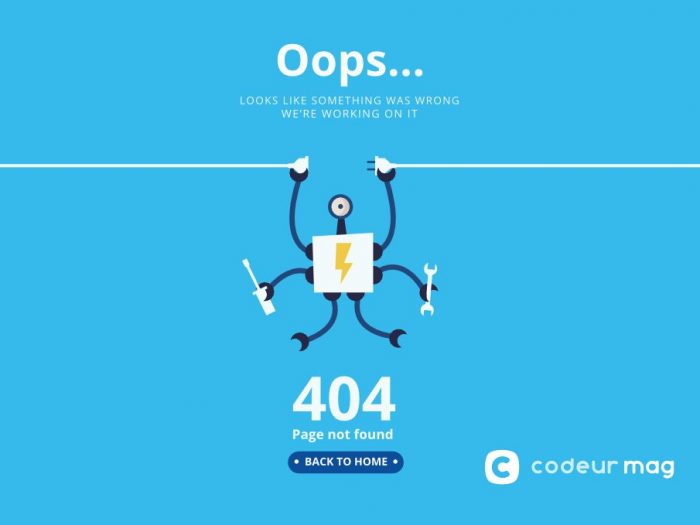 Oops...
LOOKS LIKE SOMETHING WAS WRONG
WE'RE WORKING ON IT
404
Page not found
• BACK TO HOME •
codeur mag